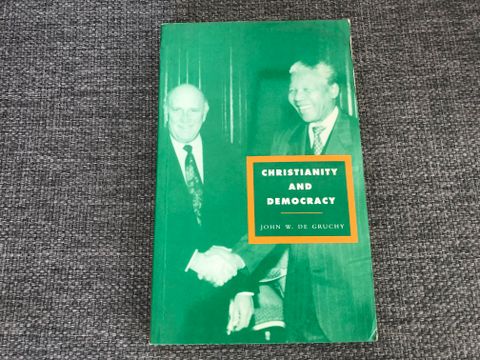 CHRISTIANITY
AND
DEMOCRACY
JOHN W. DE GRUCHY